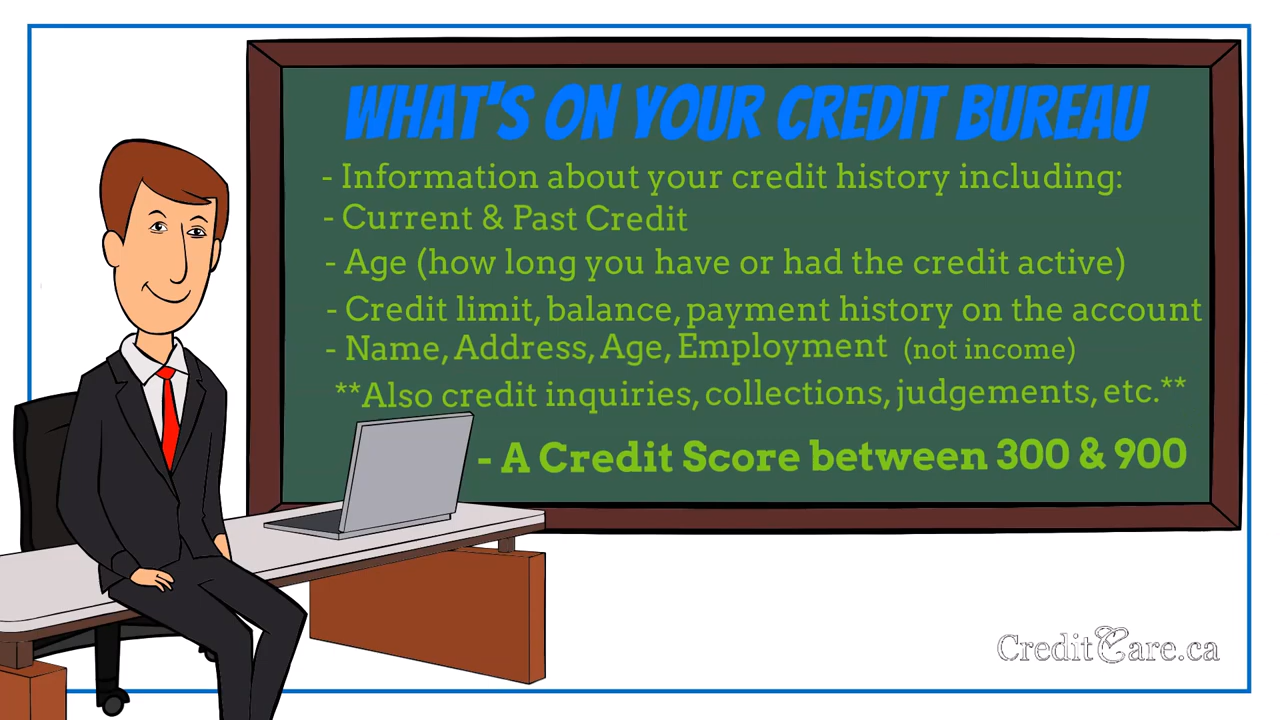 WHAT'S ON YOUR CREDIT BUREAU
- Information about your credit history including:
- Current & Past Credit
- Age (how long you have or had the credit active)
- Credit limit, balance, payment history on the account
- Name, Address, Age, Employment (not income)
**Also credit inquiries, collections, judgements, etc.**
- A Credit Score between 300 & 900
CreditCare.ca